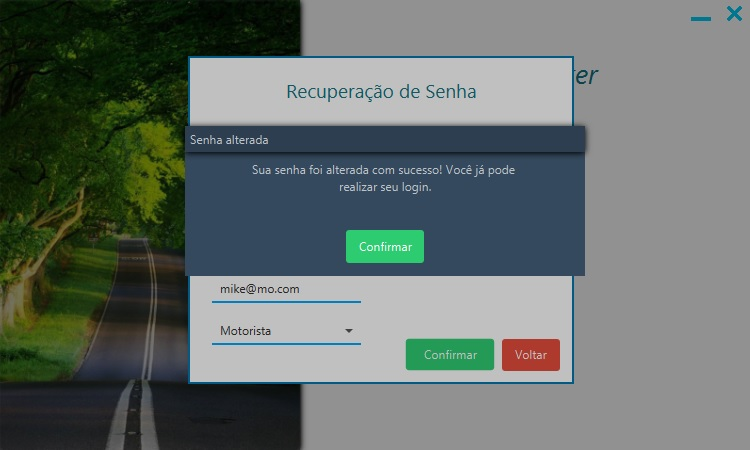 Recuperação de Senha
Senha alterada
Sua senha foi alterada com sucesso! Você já pode
realizar seu login.
Confirmar
mike@mo.com
Motorista
Confirmar
Voltar